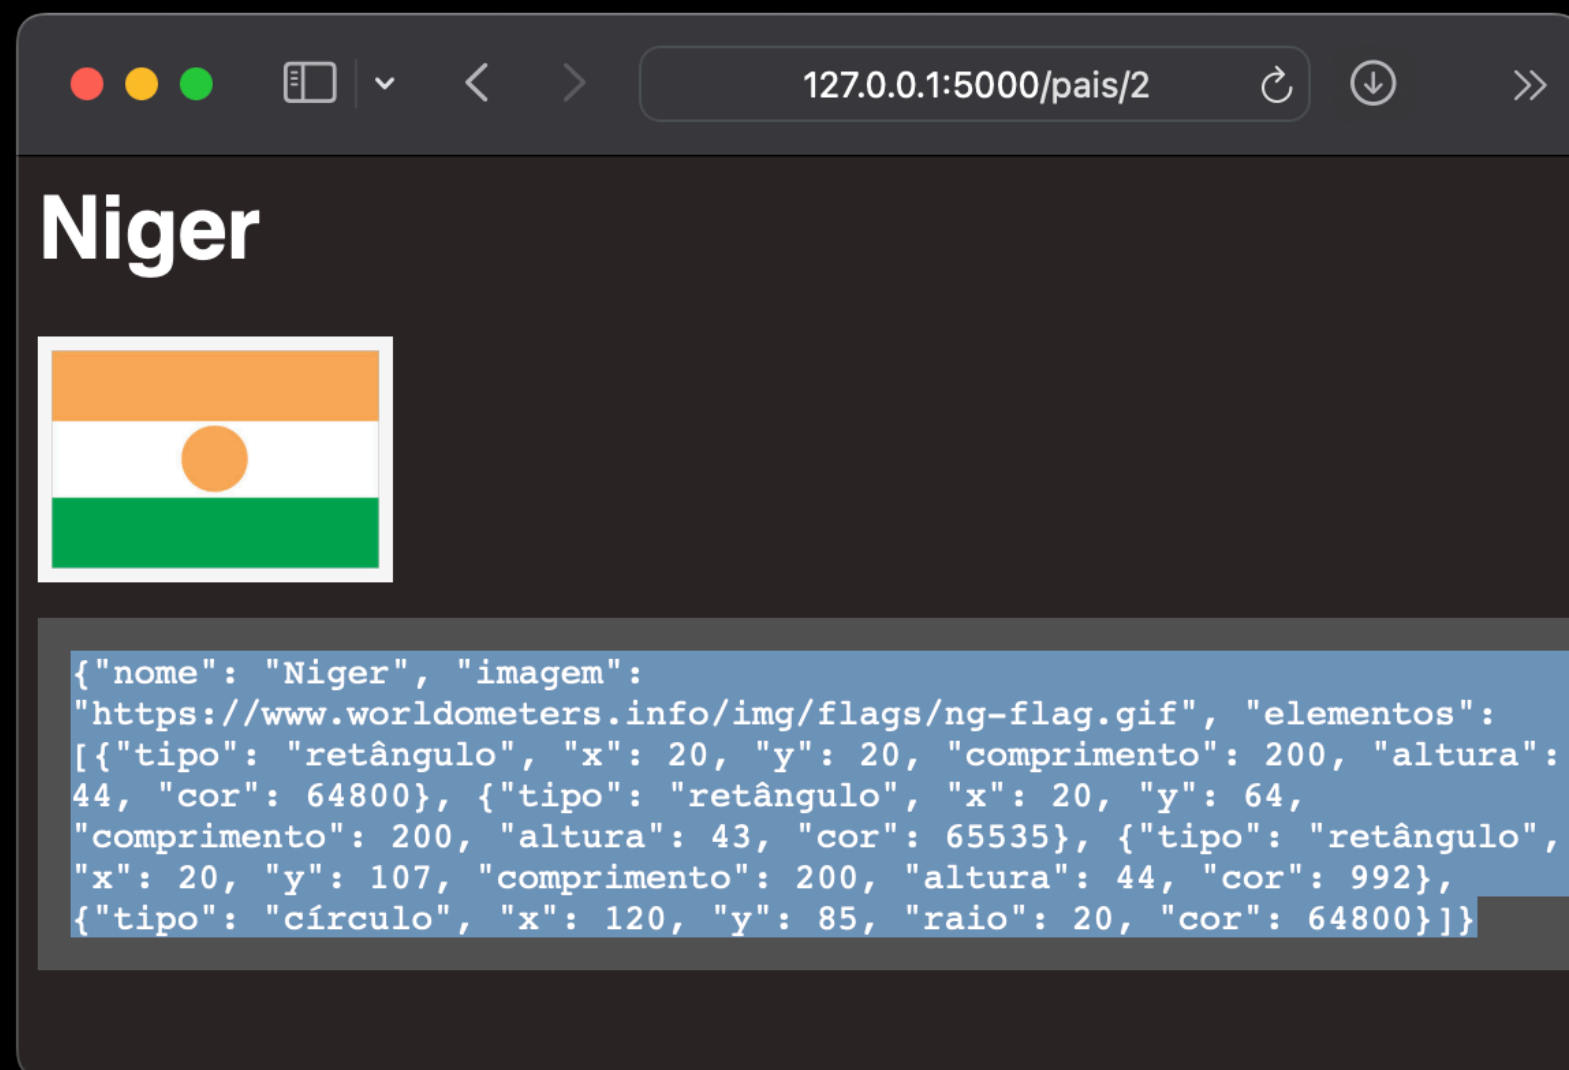 127.0.0.1:5000/pais/2
Niger
{"nome": "Niger", "imagem":
"https://www.worldometers.info/img/flags/ng-flag.gif", "elementos":
[{"tipo": "retângulo", "x": 20, "y": 20, "comprimento": 200, "altura":
44, "cor": 64800}, {"tipo": "retângulo", "x": 20, "y": 64,
"comprimento": 200, "altura": 43, "cor": 65535}, {"tipo": "retângulo",
"x": 20, "y": 107, "comprimento": 200, "altura": 44, "cor": 992},
{"tipo": "círculo", "x": 120, "y": 85, "raio": 20, "cor": 64800}]}